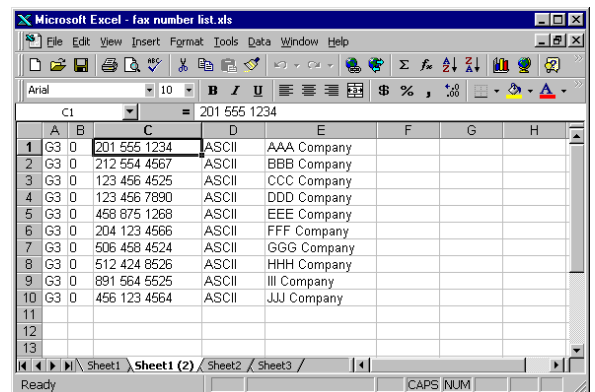 Microsoft Excel - fax number list.xls
File Edit View Insert Format Tools Data Window Help
Arial 10 B I U $ % ,
C1 = 201 555 1234
A B C D E F G H
1 G3 0 201 555 1234 ASCII AAA Company
2 G3 0 212 554 4567 ASCII BBB Company
3 G3 0 123 456 4525 ASCII CCC Company
4 G3 0 123 456 7890 ASCII DDD Company
5 G3 0 458 875 1268 ASCII EEE Company
6 G3 0 204 123 4566 ASCII FFF Company
7 G3 0 506 458 4524 ASCII GGG Company
8 G3 0 512 424 8526 ASCII HHH Company
9 G3 0 891 564 5525 ASCII III Company
10 G3 0 456 123 4564 ASCII JJJ Company
11
12
13
Sheet1 Sheet1 (2) Sheet2 Sheet3
Ready CAPS NUM